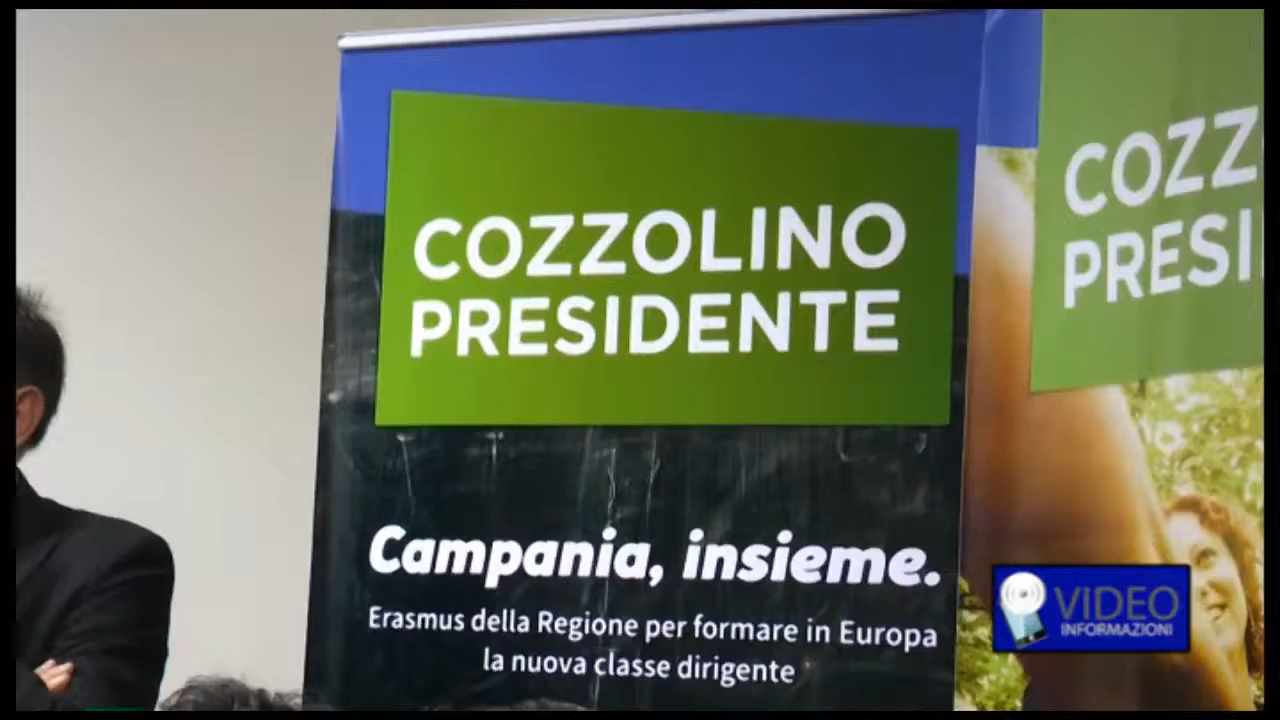 COZZOLINO
PRESIDENTE
Campania, insieme.
Erasmus della Regione per formare in Europa
la nuova classe dirigente
COZZ
PRESI
VIDEO
INFORMAZIONI